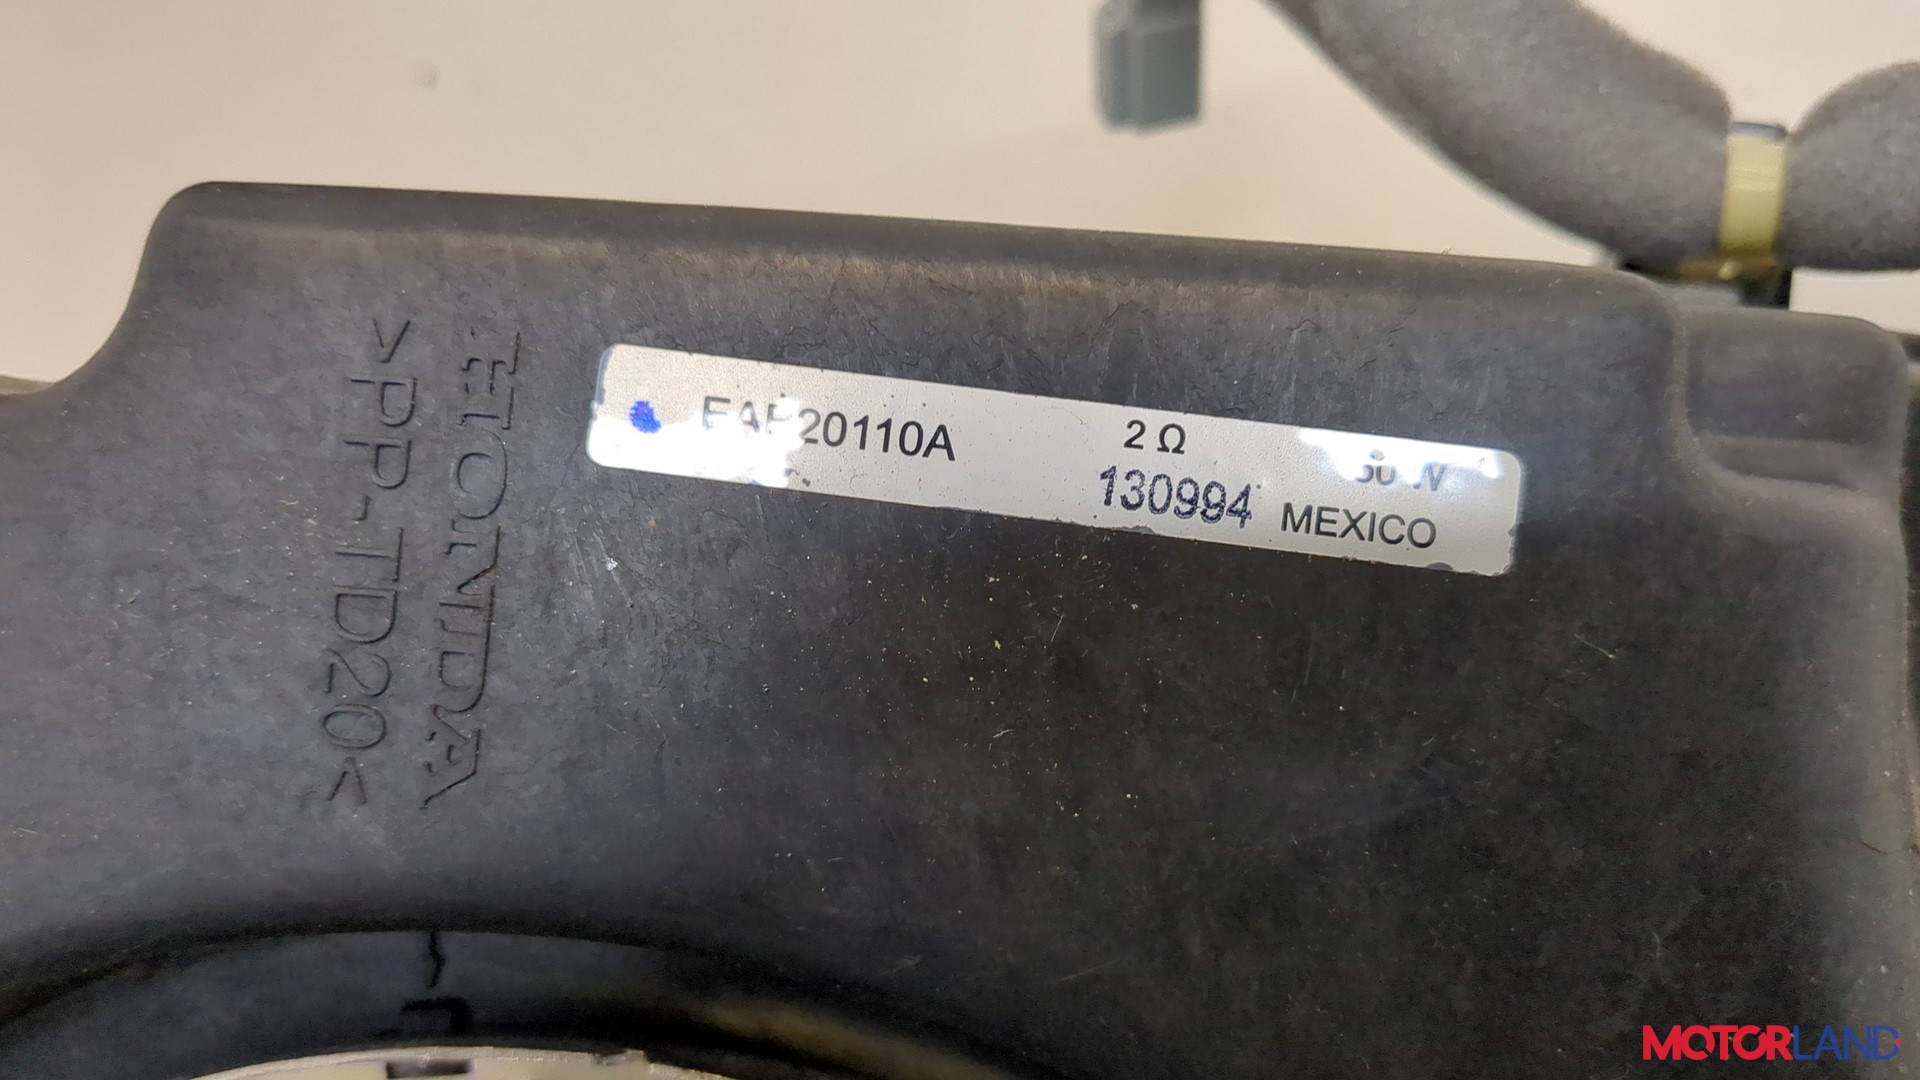 HONDA
>PP-TD20<
20110A
2 Ω
130994
MEXICO
MOTORLAND